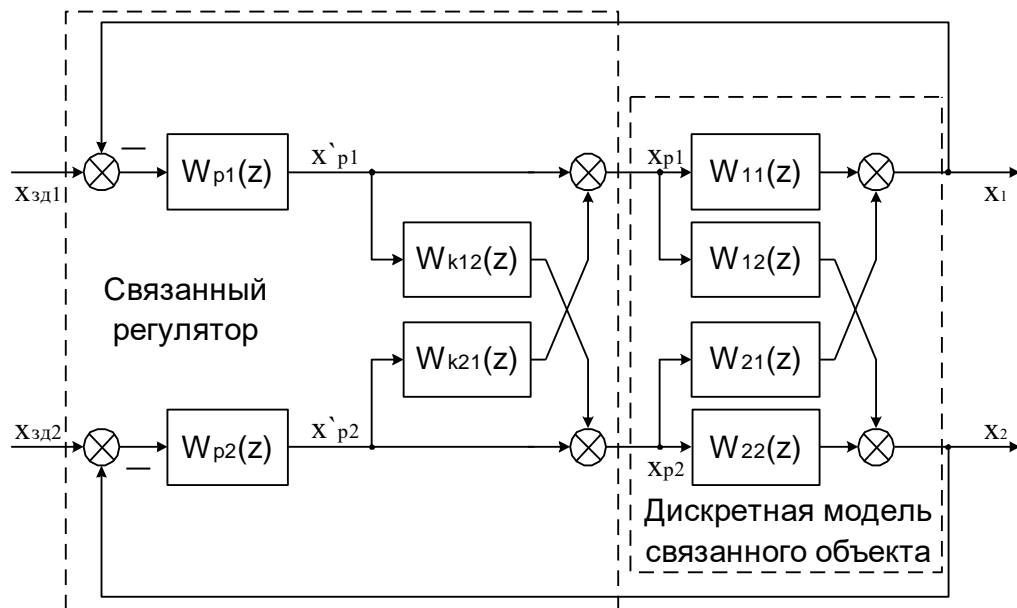 −
Wp1(z)
x`p1
xp1
W11(z)
xзд1
x1
Wk12(z)
W12(z)
Связанный
регулятор
Wk21(z)
W21(z)
xзд2
Wp2(z)
x`p2
xp2
W22(z)
x2
−
Дискретная модель
связанного объекта